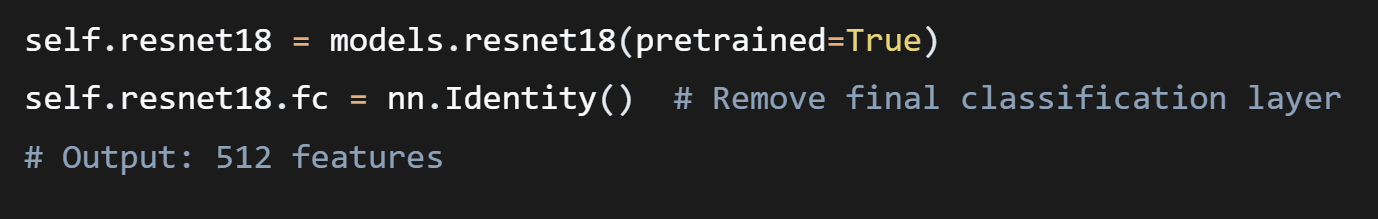 self.resnet18 = models.resnet18(pretrained=True)
self.resnet18.fc = nn.Identity()  # Remove final classification layer
# Output: 512 features